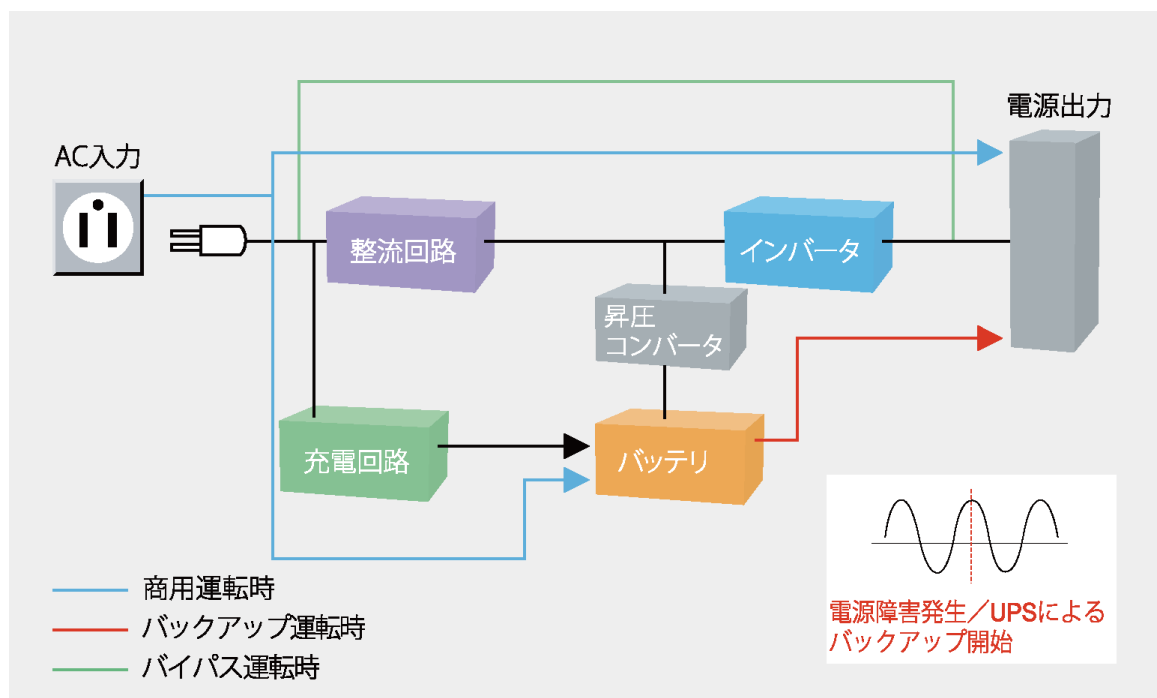 電源出力
AC入力
整流回路
インバータ
昇圧
コンバータ
充電回路
バッテリ
商用運転時
バックアップ運転時
バイパス運転時
電源障害発生／UPSによる
バックアップ開始